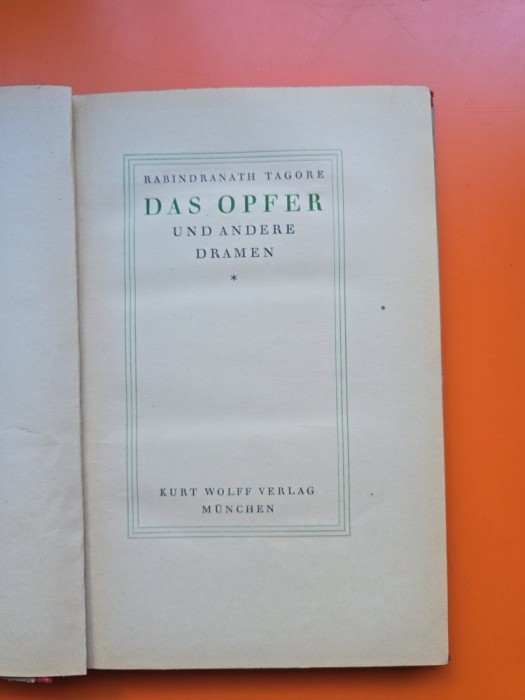 RABINDRANATH TAGORE
DAS OPFER
UND ANDERE
DRAMEN
*
KURT WOLFF VERLAG
MÜNCHEN